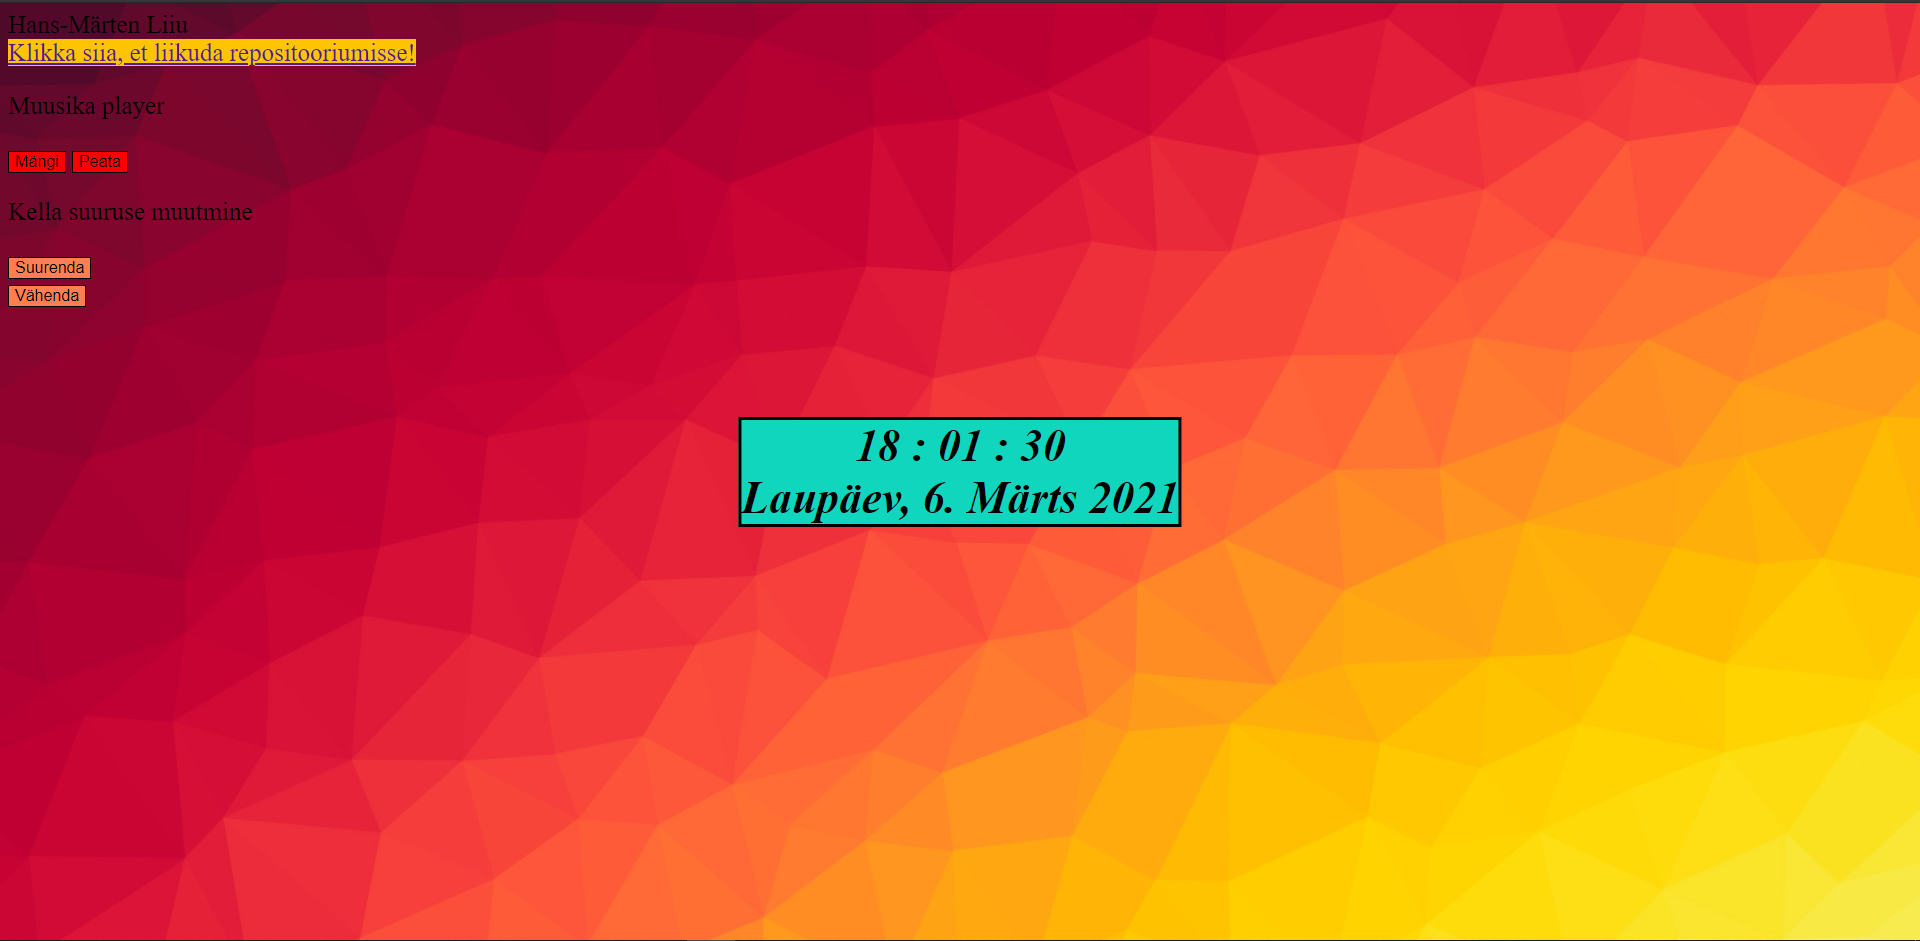 Hans-Märten Liiu
Klikka siia, et liikuda repositooriumisse!
Muusika player
Mängi Peata
Kella suuruse muutmine
Suurenda
Vähenda
18 : 01 : 30
Laupäev, 6. Märts 2021